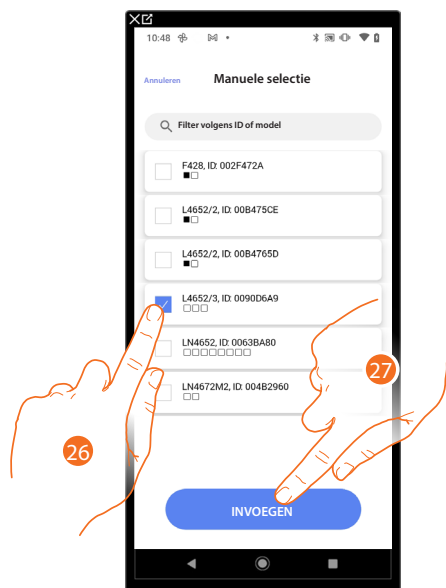 10:48
Annuleren Manuele selectie
Filter volgens ID of model
F428, ID: 002F472A
L4652/2, ID: 00B475CE
L4652/2, ID: 00B4765D
L4652/3, ID: 0090D6A9
LN4652, ID: 0063BA80
LN4672M2, ID: 004B2960
27
26
INVOEGEN